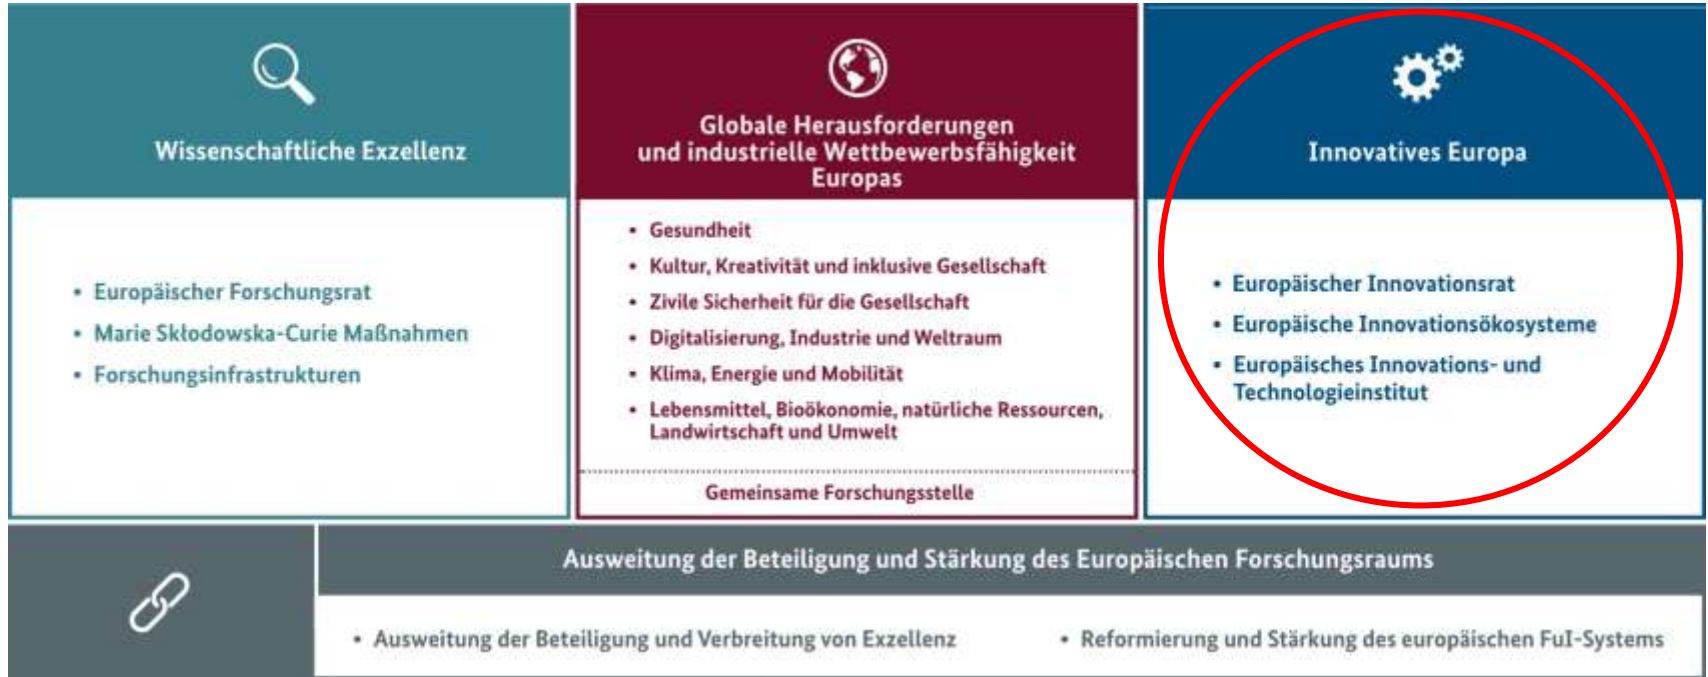 Wissenschaftliche Exzellenz
• Europäischer Forschungsrat
• Marie Skłodowska-Curie Maßnahmen
• Forschungsinfrastrukturen
Globale Herausforderungen
und industrielle Wettbewerbsfähigkeit
Europas
• Gesundheit
• Kultur, Kreativität und inklusive Gesellschaft
• Zivile Sicherheit für die Gesellschaft
• Digitalisierung, Industrie und Weltraum
• Klima, Energie und Mobilität
• Lebensmittel, Bioökonomie, natürliche Ressourcen,
Landwirtschaft und Umwelt
Gemeinsame Forschungsstelle
Innovatives Europa
• Europäischer Innovationsrat
• Europäische Innovationsökosysteme
• Europäisches Innovations- und
Technologieinstitut
Ausweitung der Beteiligung und Stärkung des Europäischen Forschungsraums
• Ausweitung der Beteiligung und Verbreitung von Exzellenz
• Reformierung und Stärkung des europäischen FuI-Systems